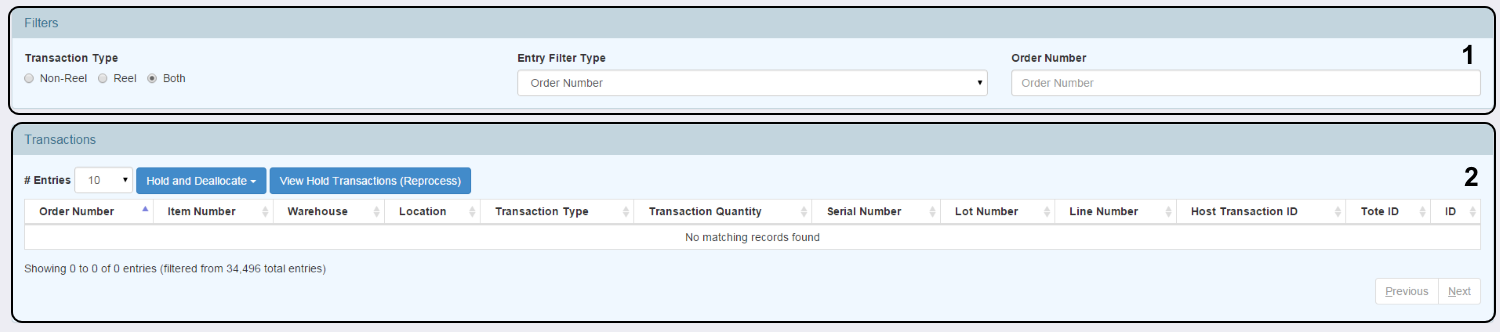 Filters
Transaction Type Entry Filter Type Order Number 1
Non-Reel Reel Both Order Number Order Number
Transactions
# Entries 10 Hold and Deallocate View Hold Transactions (Reprocess) 2
Order Number Item Number Warehouse Location Transaction Type Transaction Quantity Serial Number Lot Number Line Number Host Transaction ID Tote ID ID
No matching records found
Showing 0 to 0 of 0 entries (filtered from 34,496 total entries)
Previous Next